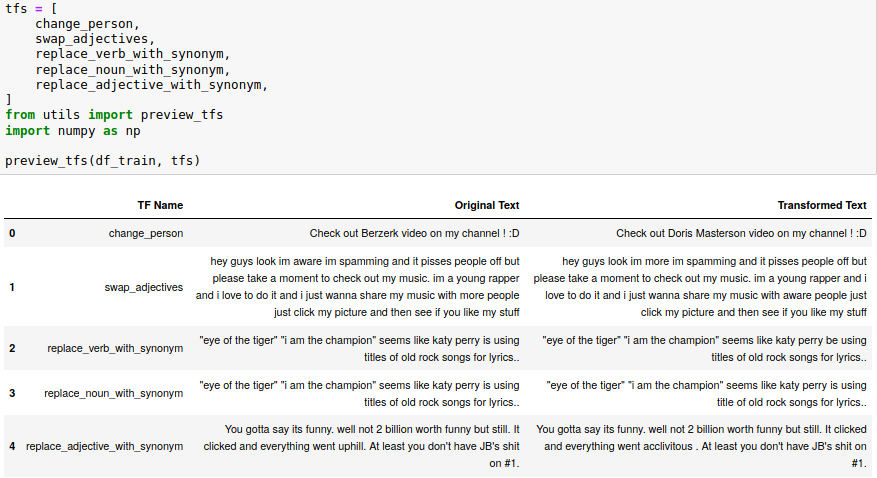 tfs = [
    change_person,
    swap_adjectives,
    replace_verb_with_synonym,
    replace_noun_with_synonym,
    replace_adjective_with_synonym,
]
from utils import preview_tfs
import numpy as np

preview_tfs(df_train, tfs)

TF Name Original Text Transformed Text
0 change_person Check out Berzerk video on my channel ! :D Check out Doris Masterson video on my channel ! :D
hey guys look im aware im spamming and it pisses people off but hey guys look im more im spamming and it pisses people off but
please take a moment to check out my music. im a young rapper please take a moment to check out my music. im a young rapper and i
1 swap_adjectives and i love to do it and i just wanna share my music with more people love to do it and i just wanna share my music with aware people just
just click my picture and then see if you like my stuff click my picture and then see if you like my stuff
2 replace_verb_with_synonym "eye of the tiger" "i am the champion" seems like katy perry is using "eye of the tiger" "i am the champion" seems like katy perry be using
titles of old rock songs for lyrics.. titles of old rock songs for lyrics..
3 replace_noun_with_synonym "eye of the tiger" "i am the champion" seems like katy perry is using "eye of the tiger" "i am the champion" seems like katy perry is using
titles of old rock songs for lyrics.. titles of old rock songs for lyrics..
You gotta say its funny. well not 2 billion worth funny but still. It You gotta say its funny. well not 2 billion worth funny but still. It clicked
4 replace_adjective_with_synonym clicked and everything went uphill. At least you don't have JB's shit and everything went acclivitous . At least you don't have JB's shit on
on #1. #1.